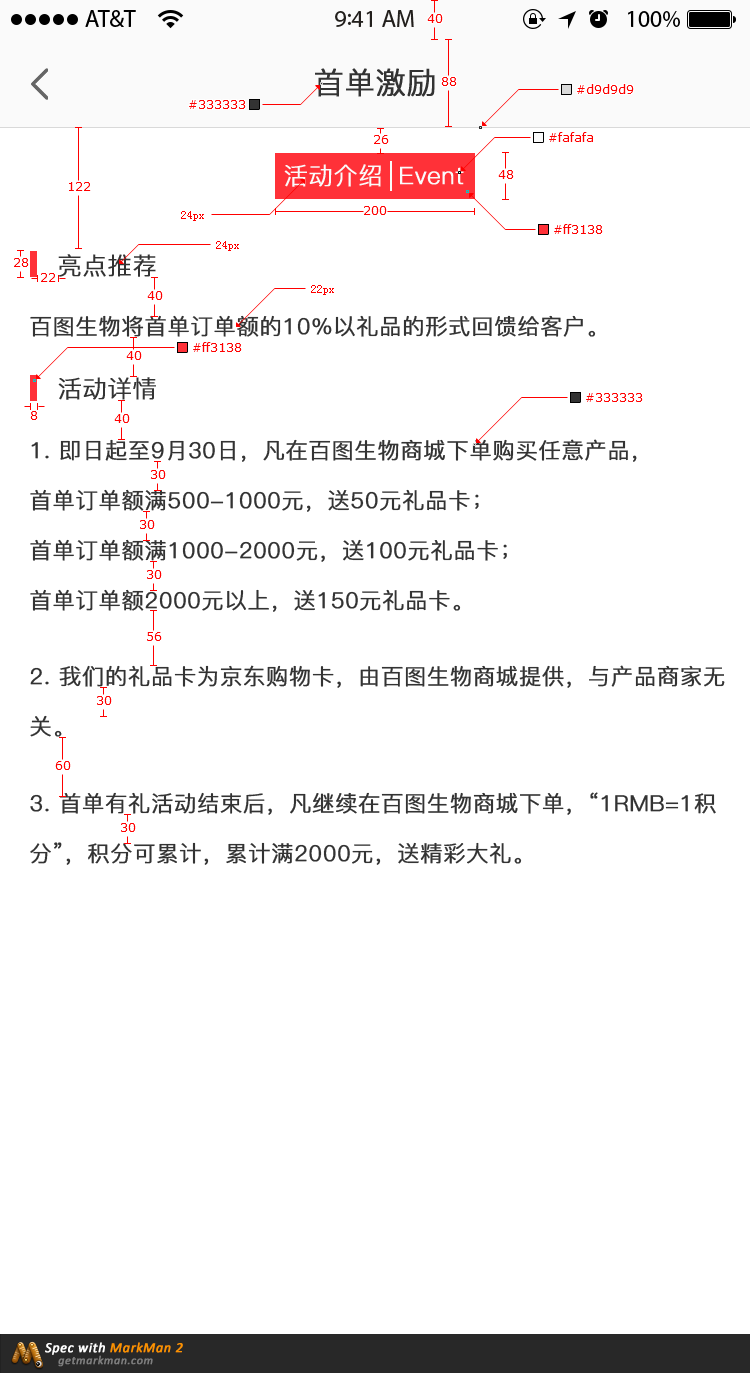 AT&T 9:41 AM 100%
40
首单激励
88
#333333
#d9d9d9
26
#fafafa
活动介绍|Event
48
122
24px
200
#ff3138
24px
28
亮点推荐
22
40
22px
百图生物将首单订单额的10%以礼品的形式回馈给客户。
#ff3138
40
活动详情
8
40
#333333
1. 即日起至9月30日，凡在百图生物商城下单购买任意产品，
30
首单订单额满500-1000元，送50元礼品卡；
30
首单订单额满1000-2000元，送100元礼品卡；
30
首单订单额2000元以上，送150元礼品卡。
56
2. 我们的礼品卡为京东购物卡，由百图生物商城提供，与产品商家无
30
关。
60
3. 首单有礼活动结束后，凡继续在百图生物商城下单，“1RMB=1积
30
分”，积分可累计，累计满2000元，送精彩大礼。
Spec with MarkMan 2
getmarkman.com